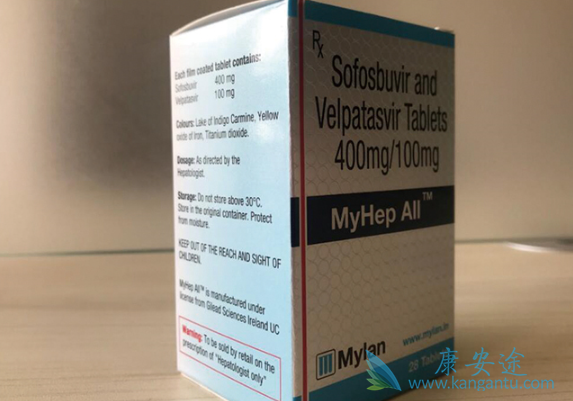 Each film coated tablet contains:
Sofosbuvir 400 mg
Velpatasvir 100 mg
Colours: Lake of Indigo Carmine, Yellow
oxide of Iron, Titanium dioxide.
Dosage: As directed by the
Hepatologist.
Storage: Do not store above 30°C.
Store in the original container. Protect
from moisture.
KEEP OUT OF THE REACH AND SIGHT OF
CHILDREN.
MyHep All™ is manufactured under
license from Gilead Sciences Ireland UC
Warning: To be sold by retail on the
prescription of "Hepatologist only"
Rx
Sofosbuvir and
Velpatasvir Tablets
400mg/100mg
MyHep All™
Mylan
www.mylan.in
28 Tablets
康安途
www.kangantu.com